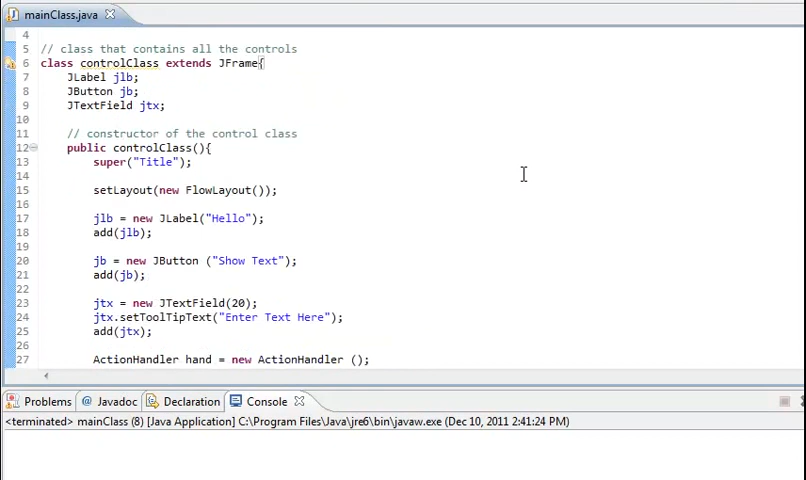 mainClass.java
4
5 // class that contains all the controls
6 class controlClass extends JFrame{
7 JLabel jlb;
8 JButton jb;
9 JTextField jtx;
10
11 // constructor of the control class
12 public controlClass(){
13 super("Title");
14
15 setLayout(new FlowLayout());
16
17 jlb = new JLabel("Hello");
18 add(jlb);
19
20 jb = new JButton ("Show Text");
21 add(jb);
22
23 jtx = new JTextField(20);
24 jtx.setToolTipText("Enter Text Here");
25 add(jtx);
26
27 ActionHandler hand = new ActionHandler ();
Problems @ Javadoc Declaration Console
<terminated> mainClass (8) [Java Application] C:\Program Files\Java\jre6\bin\javaw.exe (Dec 10, 2011 2:41:24 PM)